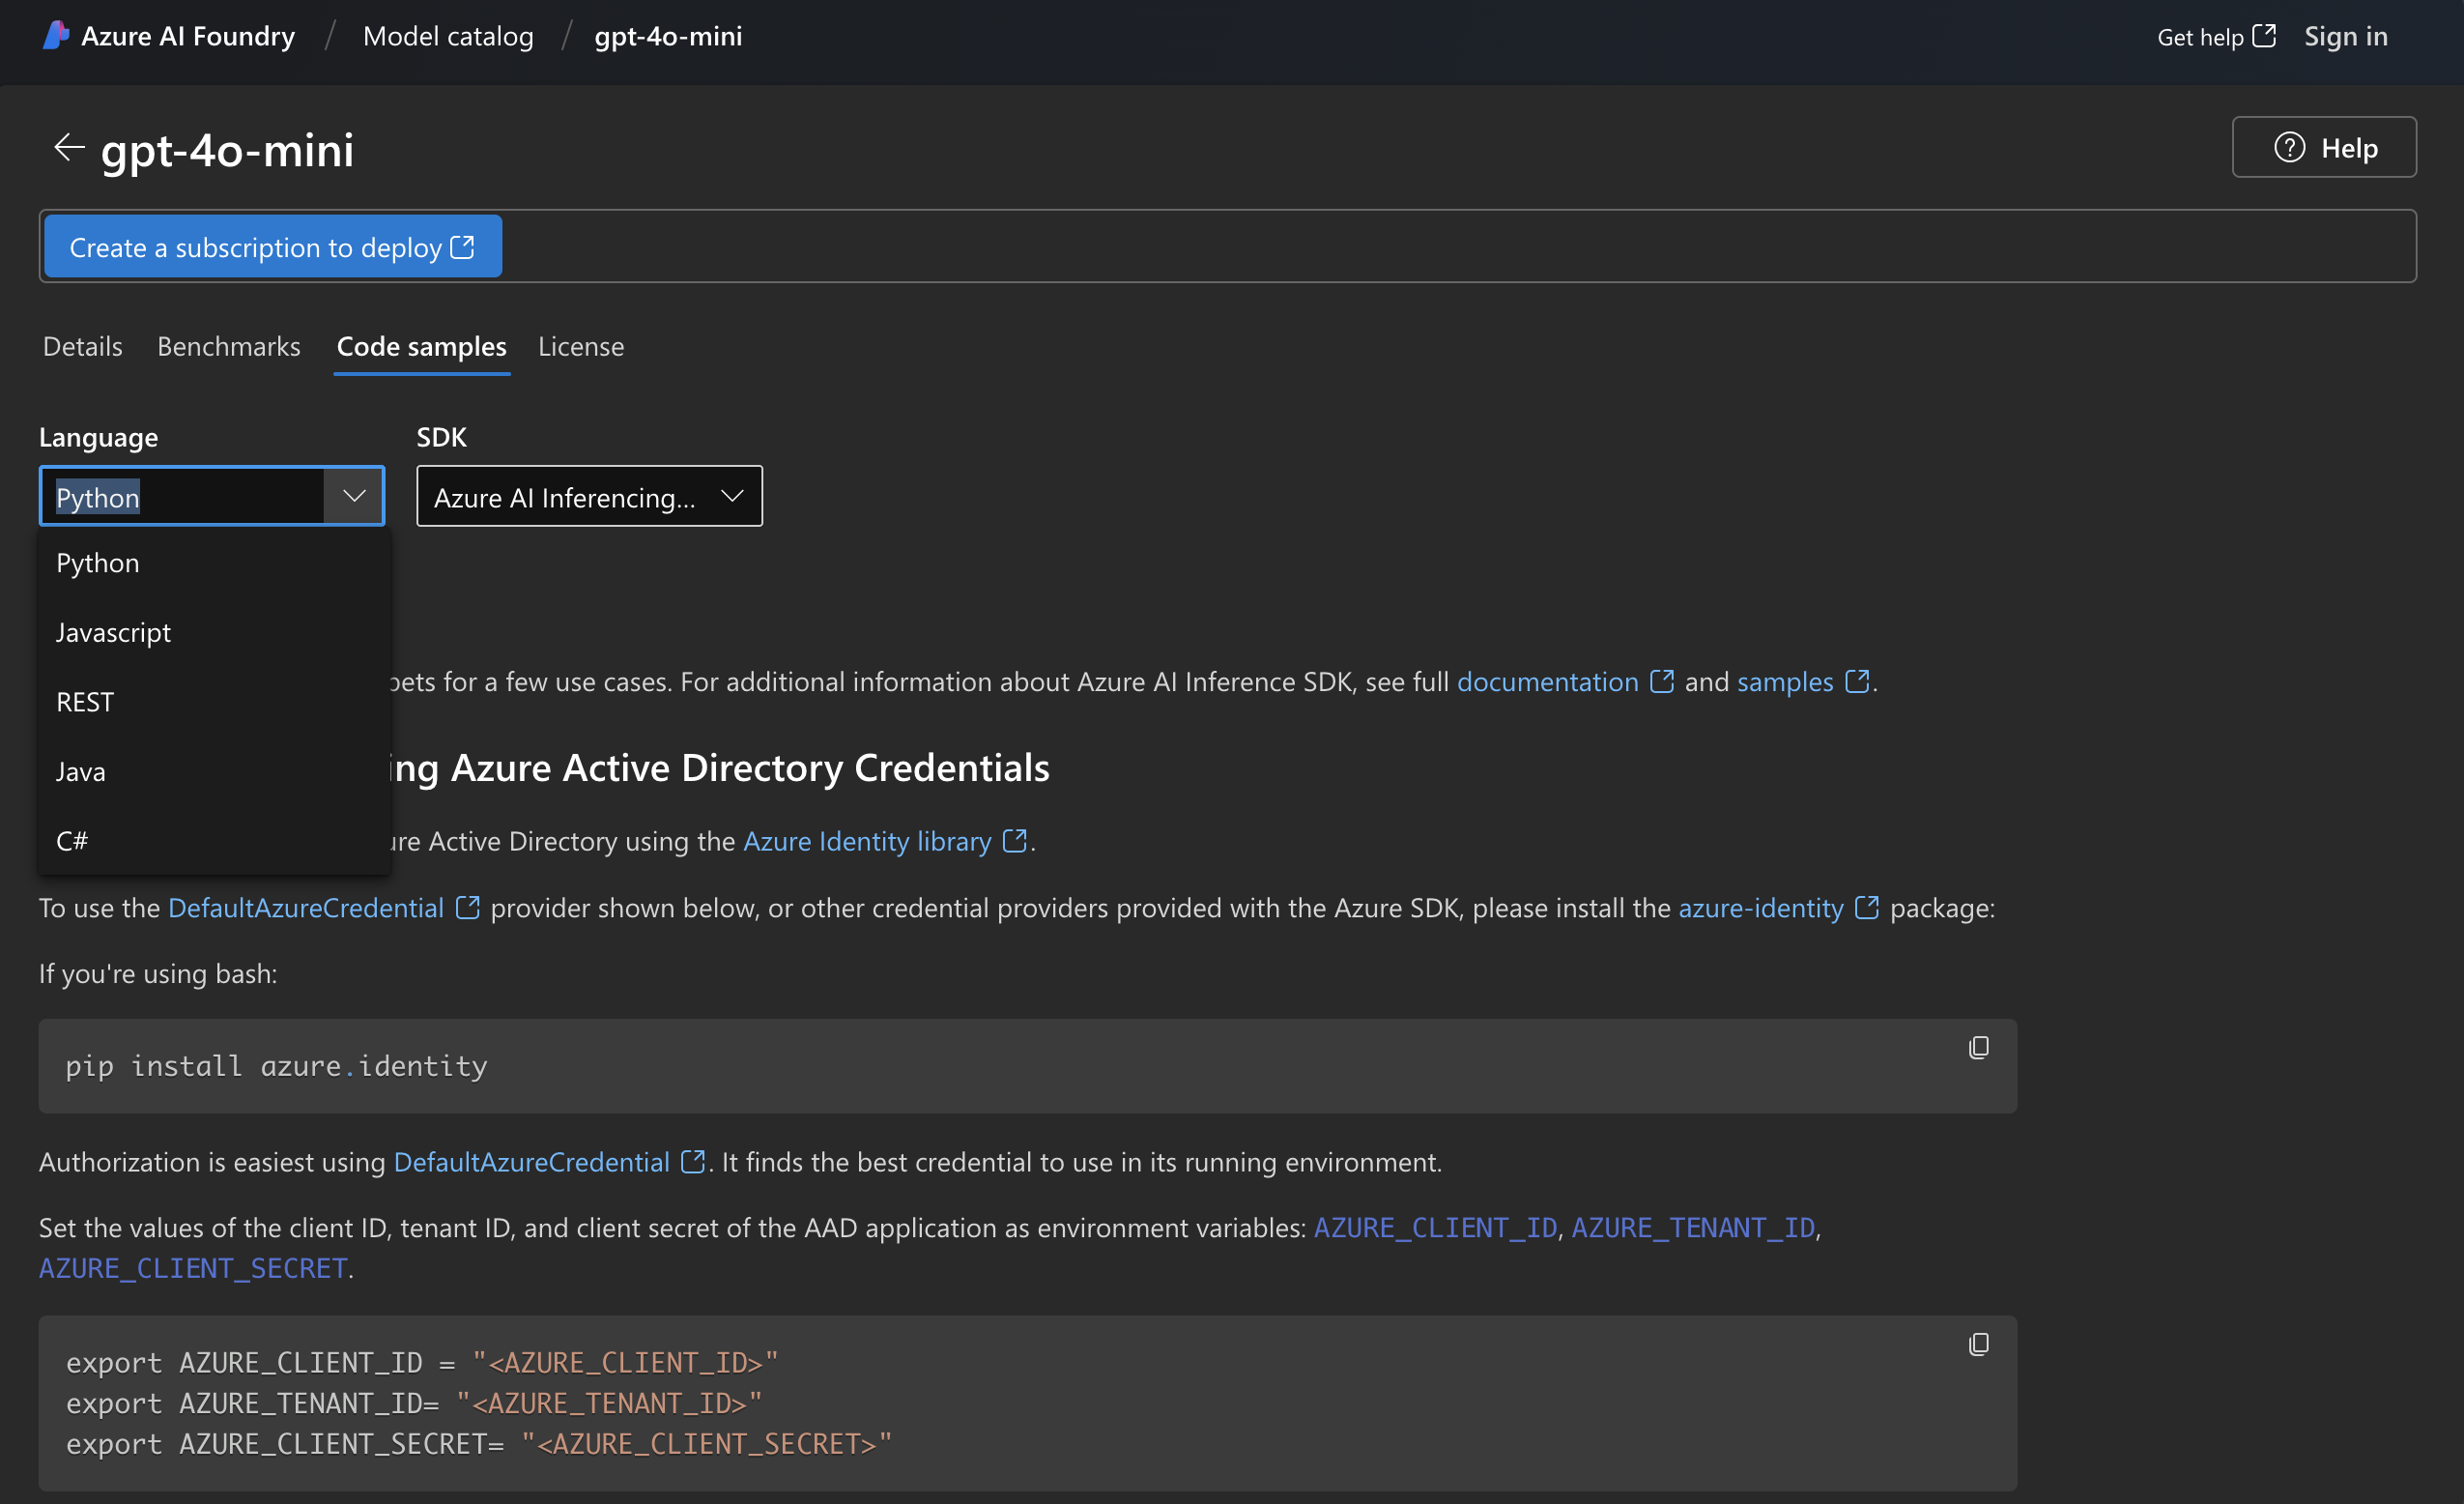 Azure AI Foundry / Model catalog / gpt-4o-mini
Get help Sign in
gpt-4o-mini
Help
Create a subscription to deploy
Details Benchmarks Code samples License
Language SDK
Python Azure AI Inferencing...
Python
Javascript
for a few use cases. For additional information about Azure AI Inference SDK, see full documentation and samples.
REST
Azure Active Directory Credentials
Java
C#
Active Directory using the Azure Identity library.
To use the DefaultAzureCredential provider shown below, or other credential providers provided with the Azure SDK, please install the azure-identity package:
If you're using bash:
pip install azure.identity
Authorization is easiest using DefaultAzureCredential. It finds the best credential to use in its running environment.
Set the values of the client ID, tenant ID, and client secret of the AAD application as environment variables: AZURE_CLIENT_ID, AZURE_TENANT_ID,
AZURE_CLIENT_SECRET.
export AZURE_CLIENT_ID = "<AZURE_CLIENT_ID>"
export AZURE_TENANT_ID= "<AZURE_TENANT_ID>"
export AZURE_CLIENT_SECRET= "<AZURE_CLIENT_SECRET>"